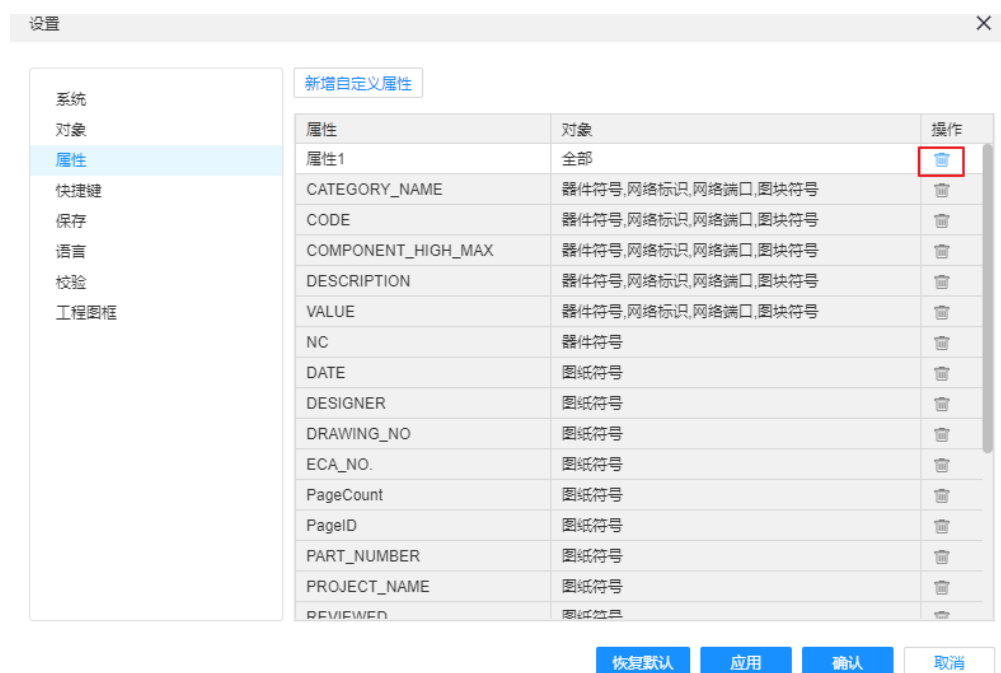 设置
系统
对象
属性
快捷键
保存
语言
校验
工程图框
新增自定义属性
属性 对象 操作
属性1 全部
CATEGORY_NAME 器件符号,网络标识,网络端口,图块符号
CODE 器件符号,网络标识,网络端口,图块符号
COMPONENT_HIGH_MAX 器件符号,网络标识,网络端口,图块符号
DESCRIPTION 器件符号,网络标识,网络端口,图块符号
VALUE 器件符号,网络标识,网络端口,图块符号
NC 器件符号
DATE 图纸符号
DESIGNER 图纸符号
DRAWING_NO 图纸符号
ECA_NO. 图纸符号
PageCount 图纸符号
PageID 图纸符号
PART_NUMBER 图纸符号
PROJECT_NAME 图纸符号
REVIEWED 图纸符号
恢复默认 应用 确认 取消